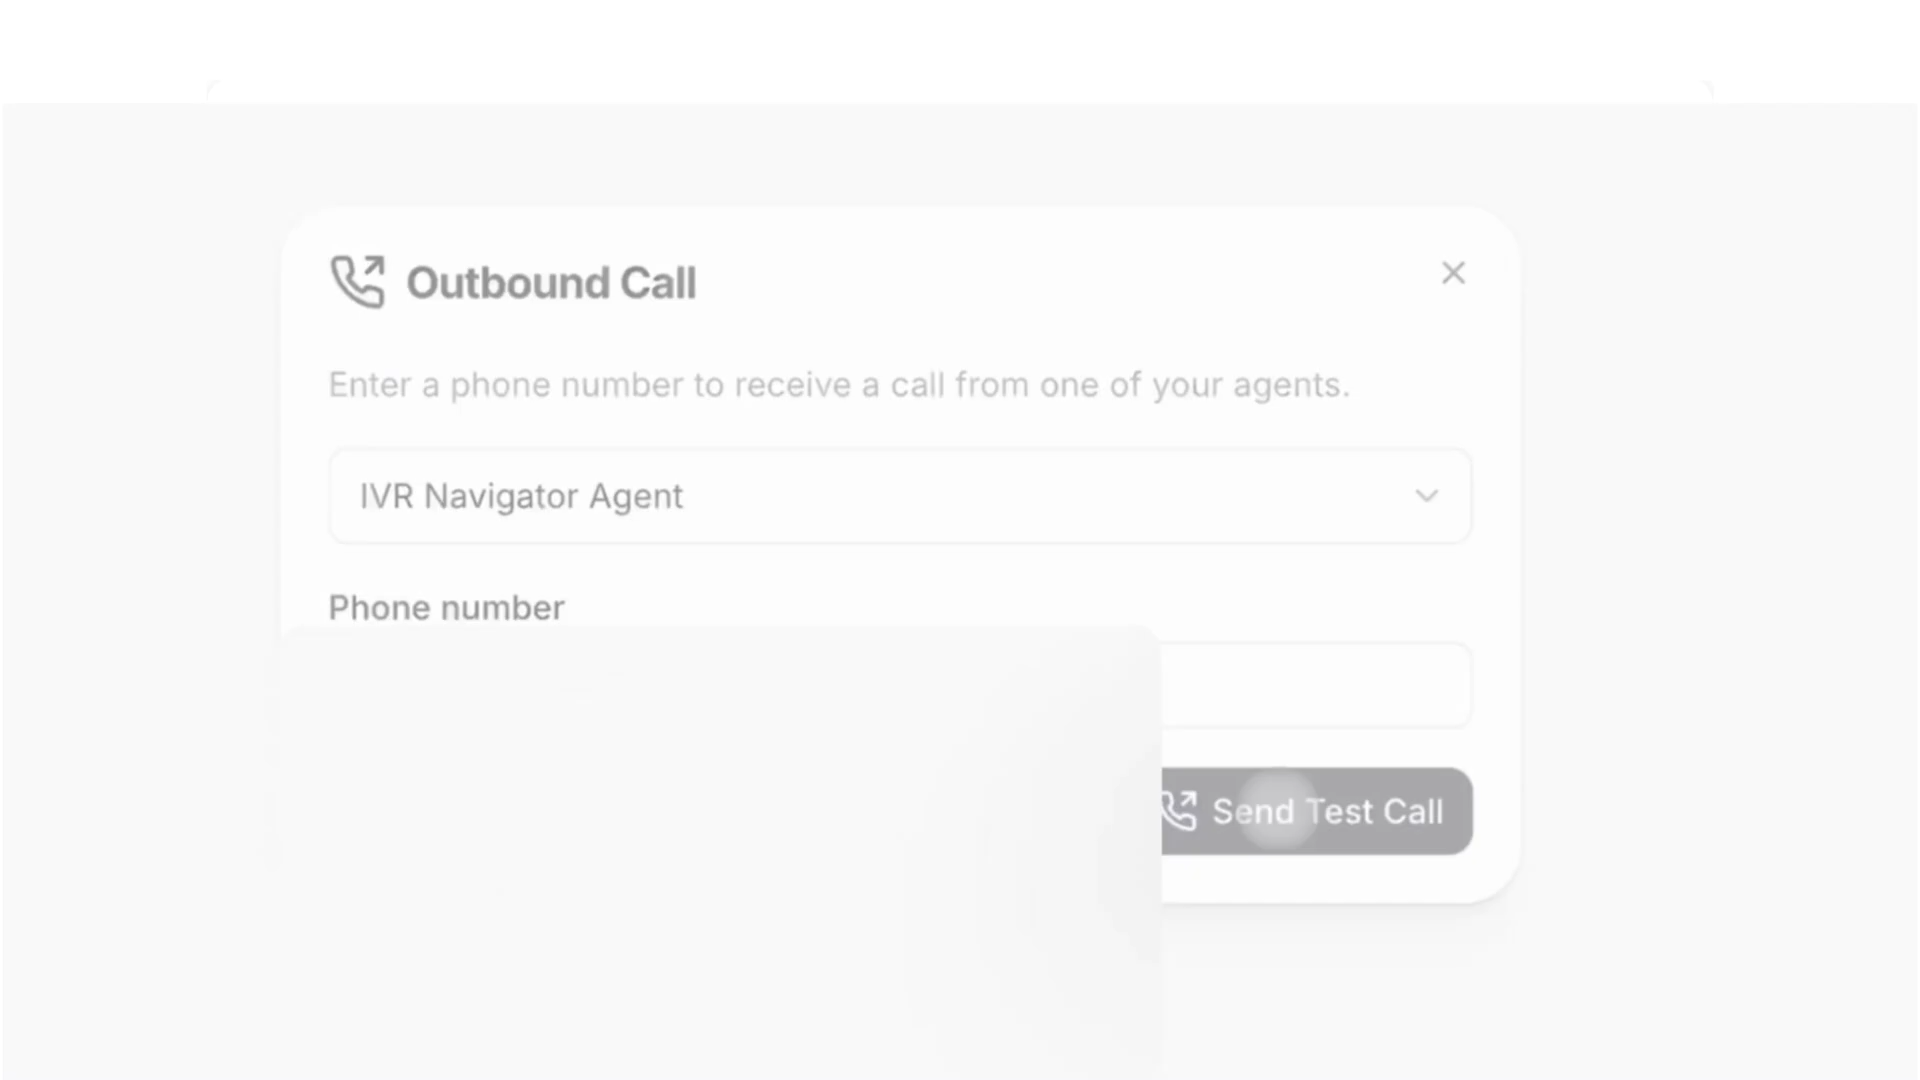 Outbound Call
Enter a phone number to receive a call from one of your agents.
IVR Navigator Agent
Phone number
Send Test Call